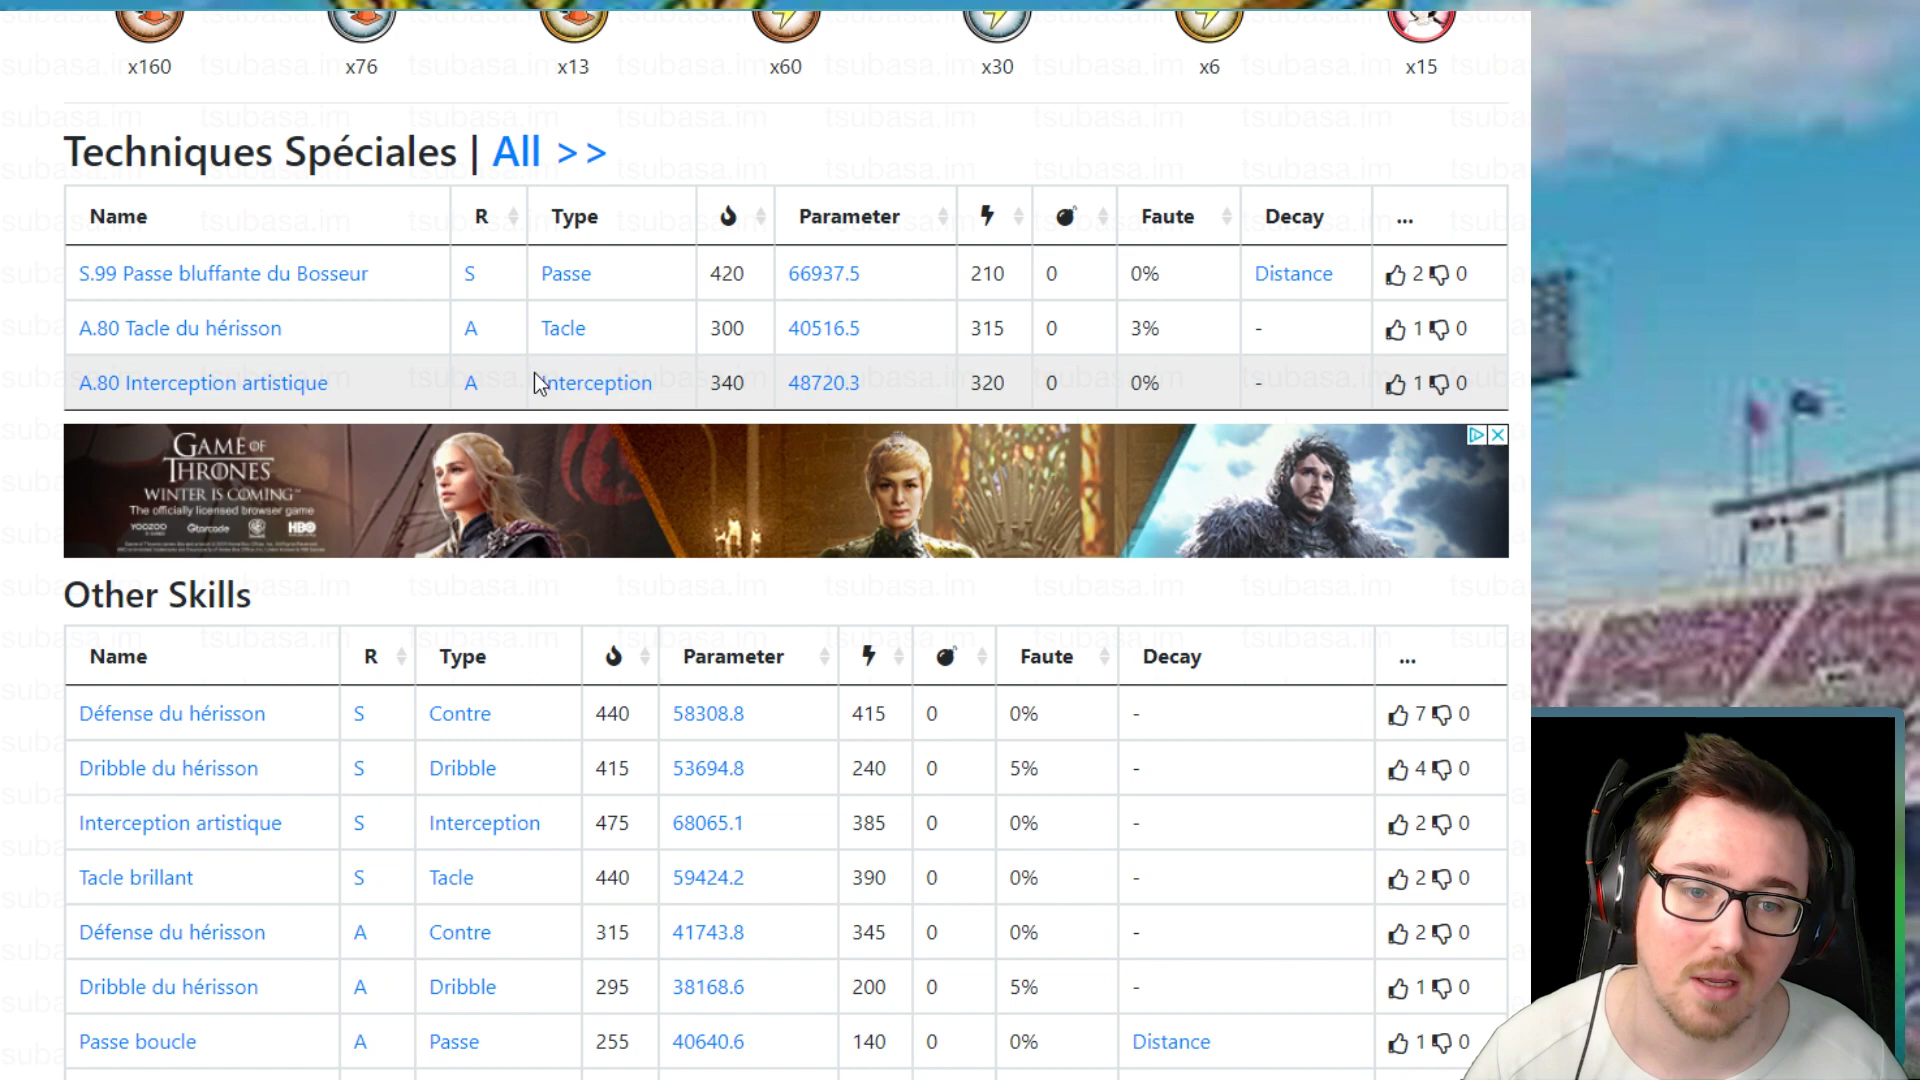 x160 x76 x13 x60 x30 x6 x15
Techniques Spéciales | All >>
Name R Type Parameter Faute Decay ...
S.99 Passe bluffante du Bosseur S Passe 420 66937.5 210 0 0% Distance 2 0
A.80 Tacle du hérisson A Tacle 300 40516.5 315 0 3% - 1 0
A.80 Interception artistique A Interception 340 48720.3 320 0 0% - 1 0
GAME OF
THRONES
WINTER IS COMING
The officially licensed browser game
YOOZOO Gtarcade HBO
Other Skills
Name R Type Parameter Faute Decay ...
Défense du hérisson S Contre 440 58308.8 415 0 0% - 7 0
Dribble du hérisson S Dribble 415 53694.8 240 0 5% - 4 0
Interception artistique S Interception 475 68065.1 385 0 0% - 2 0
Tacle brillant S Tacle 440 59424.2 390 0 0% - 2 0
Défense du hérisson A Contre 315 41743.8 345 0 0% - 2 0
Dribble du hérisson A Dribble 295 38168.6 200 0 5% - 1 0
Passe boucle A Passe 255 40640.6 140 0 0% Distance 1 0